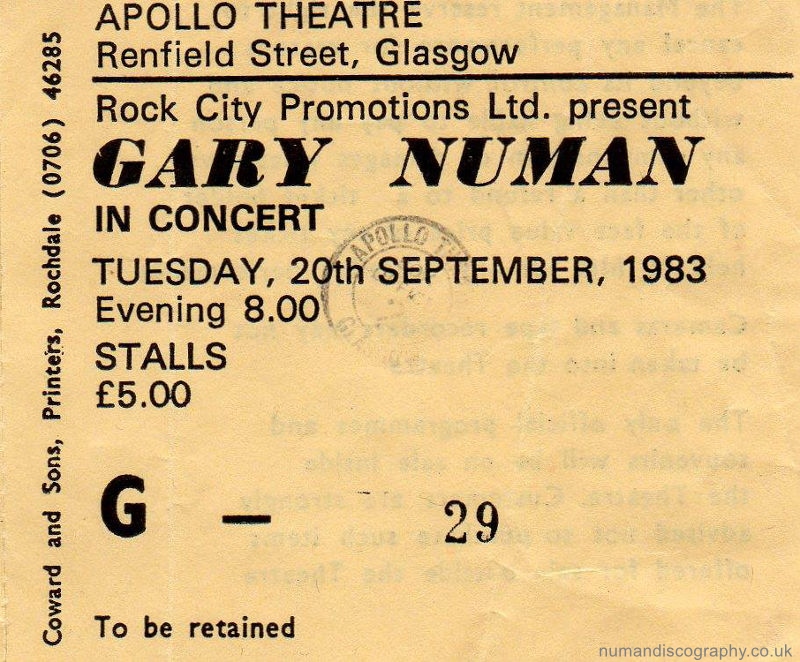 APOLLO THEATRE
Renfield Street, Glasgow
Rock City Promotions Ltd. present
GARY NUMAN
IN CONCERT
TUESDAY, 20th SEPTEMBER, 1983
Evening 8.00
STALLS
£5.00
G — 29
To be retained
Coward and Sons, Printers, Rochdale (0706) 46285
APOLLO
numandiscography.co.uk